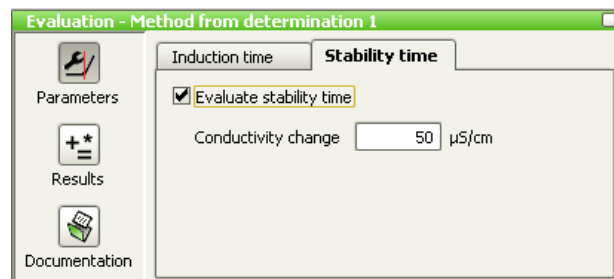 Evaluation - Method from determination 1
Induction time
Stability time
Parameters
Evaluate stability time
Conductivity change 50 µS/cm
Results
Documentation